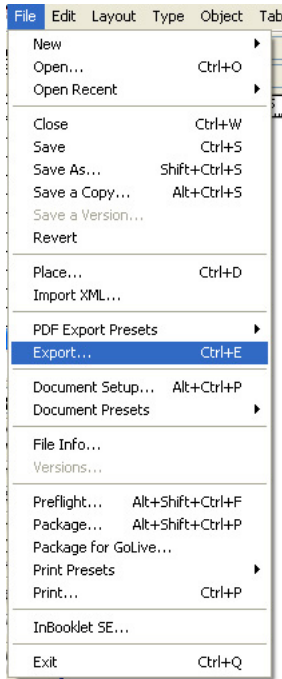 File Edit Layout Type Object Tab
New
Open... Ctrl+O
Open Recent
Close Ctrl+W
Save Ctrl+S
Save As... Shift+Ctrl+S
Save a Copy... Alt+Ctrl+S
Save a Version...
Revert
Place... Ctrl+D
Import XML...
PDF Export Presets
Export... Ctrl+E
Document Setup... Alt+Ctrl+P
Document Presets
File Info...
Versions...
Preflight... Alt+Shift+Ctrl+F
Package... Alt+Shift+Ctrl+P
Package for GoLive...
Print Presets
Print... Ctrl+P
InBooklet SE...
Exit Ctrl+Q